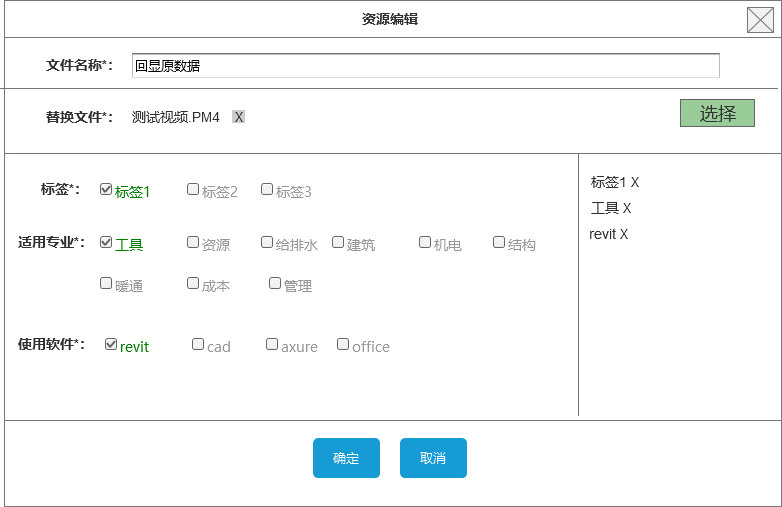 资源编辑
文件名称*： 回显原数据
替换文件*： 测试视频.PM4 X 选择
标签*： 标签1 标签2 标签3 标签1 X
工具 X
适用专业*： 工具 资源 给排水 建筑 机电 结构 revit X
暖通 成本 管理
使用软件*： revit cad axure office
确定 取消